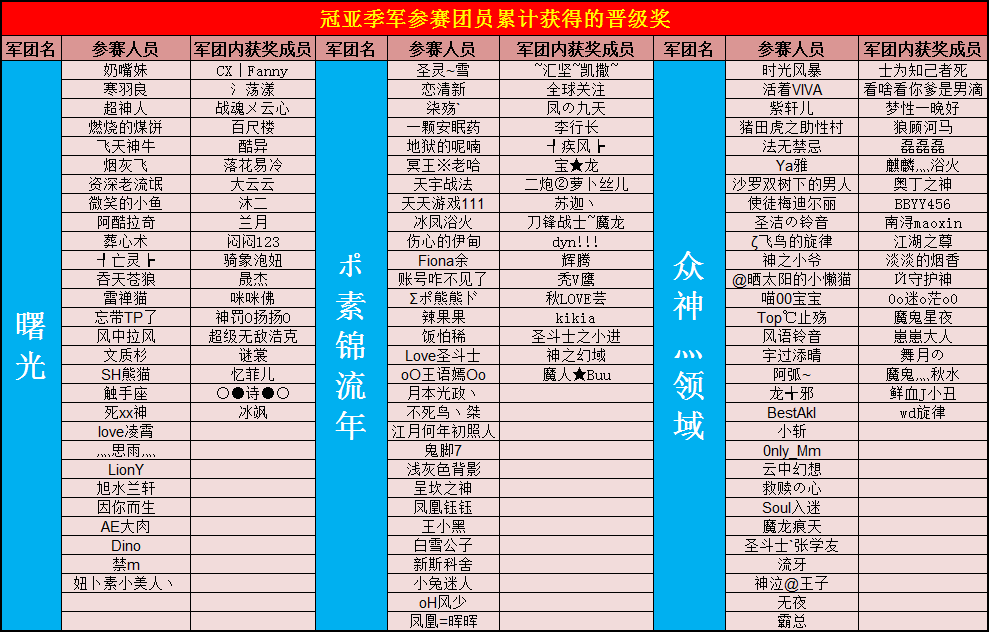 冠亚季军参赛团员累计获得的晋级奖
军团名 参赛人员 军团内获奖成员 军团名 参赛人员 军团内获奖成员 军团名 参赛人员 军团内获奖成员
曙光 ポ素锦流年 众神灬领域
奶嘴妹 CX｜Fanny 圣灵~雪 ~汇坚~凯撒~ 时光风暴 士为知己者死
寒羽良 氵荡漾 恋清新 全球关注 活着VIVA 看啥看你爹是男滴
超神人 战魂メ云心 柒殇` 凤の九天 紫轩儿 梦性一晚好
燃烧的煤饼 百尺楼 一颗安眠药 李行长 猪田虎之助性村 狼顾河马
飞天神牛 酷异 地狱的呢喃 ┫疾风┣ 法无禁忌 磊磊磊
烟灰飞 落花易冷 冥王※老哈 宝★龙 Ya雅 麒麟灬浴火
资深老流氓 大云云 天宇战法 二炮②萝卜丝儿 沙罗双树下的男人 奥丁之神
微笑的小鱼 沐二 天天游戏111 苏迦丶 使徒梅迪尔丽 BBYY456
阿酷拉奇 兰月 冰凤浴火 刀锋战士~魔龙 圣洁の铃音 南浔maoxin
葬心术 闷闷123 伤心的伊甸 dyn!!! ζ飞鸟的旋律 江湖之尊
┫亡灵┣ 骑象泡妞 Fiona余 辉腾 神之小爷 淡淡的烟香
吞天苍狼 晟杰 账号咋不见了 秃V鹰 @晒太阳的小懒猫 讠守护神
雷禅猫 咪咪佛 Σポ熊熊ド 秋LOVE芸 喵00宝宝 0o迷o茫o0
忘带TP了 神罚0扬扬0 辣果果 kikia Top℃止殇 魔鬼星夜
风中拉风 超级无敌浩克 饭怕稀 圣斗士之小进 风语铃音 崽崽大人
文质杉 谜裳 Love圣斗士 神之幻域 宇过添晴 舞月の
SH熊猫 忆菲儿 oO王语嫣Oo 魔人★Buu 阿弧~ 魔鬼灬秋水
触手座 〇●诗●〇 月本光政丶 龙╋邪 鲜血J小丑
死xx神 冰飒 不死鸟丶桀 BestAkl wd旋律
love凌霄 江月何年初照人 小斩
灬思雨灬 鬼脚7 0nly_Mm
LionY 浅灰色背影 云中幻想
旭水兰轩 呈坎之神 救赎の心
因你而生 凤凰钰钰 Soul入迷
AE大肉 王小黑 魔龙痕天
Dino 白雪公子 圣斗士`张学友
禁m 新斯科舍 流牙
妞卜素小美人丶 小兔迷人 神泣@王子
oH风少 无夜
凤凰=晖晖 霸总